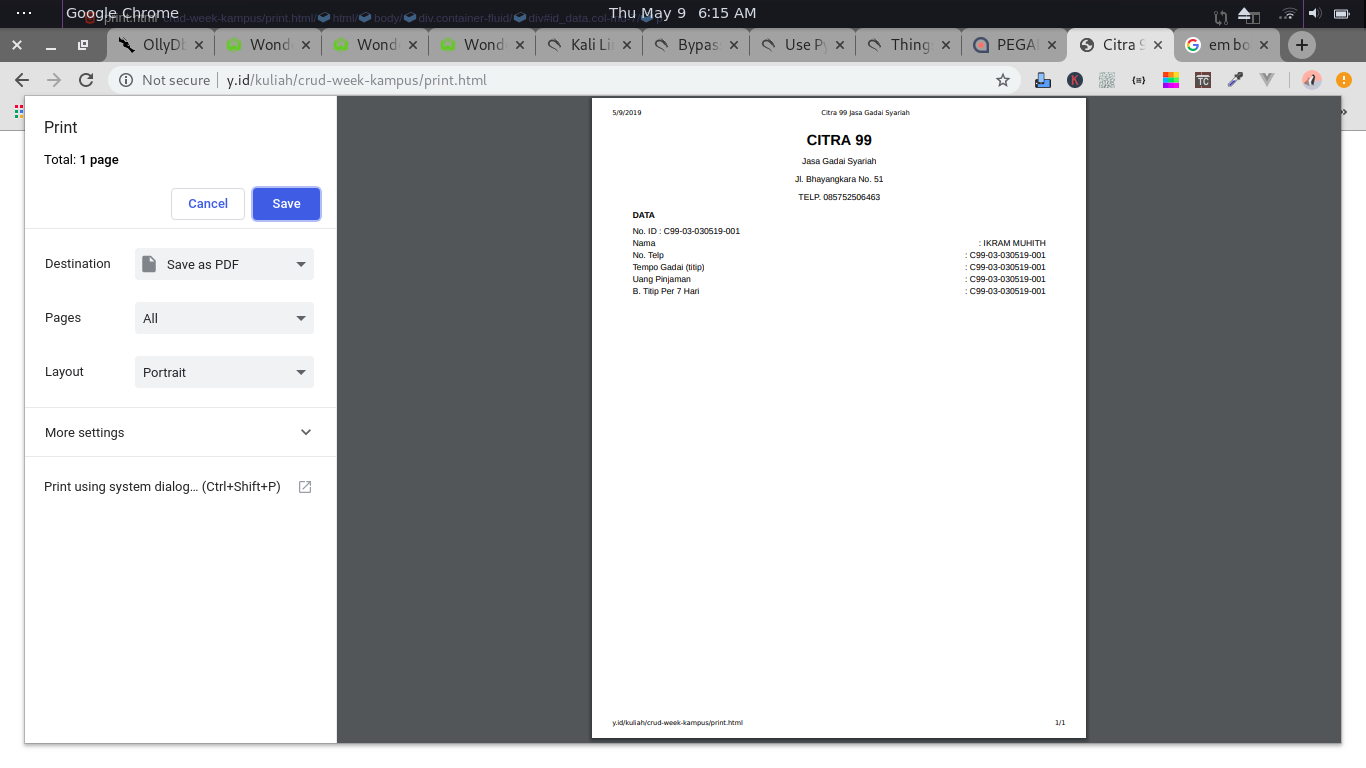 Google Chrome
Thu May 9 6:15 AM
print.html crud-week-kampus/print.html/ html/ body/ div.container-fluid/
OllyD
Wond
Wond
Wond
Kali Li
Bypas
Use P
Thing
PEGA
Citra 9
em bo
Not secure
y.id/kuliah/crud-week-kampus/print.html
K
{=}
TC
Print
Total: 1 page
Cancel
Save
Destination
Save as PDF
Pages
All
Layout
Portrait
More settings
Print using system dialog... (Ctrl+Shift+P)
5/9/2019
Citra 99 Jasa Gadai Syariah
CITRA 99
Jasa Gadai Syariah
Jl. Bhayangkara No. 51
TELP. 085752506463
DATA
No. ID : C99-03-030519-001
Nama : IKRAM MUHITH
No. Telp : C99-03-030519-001
Tempo Gadai (titip) : C99-03-030519-001
Uang Pinjaman : C99-03-030519-001
B. Titip Per 7 Hari : C99-03-030519-001
y.id/kuliah/crud-week-kampus/print.html
1/1